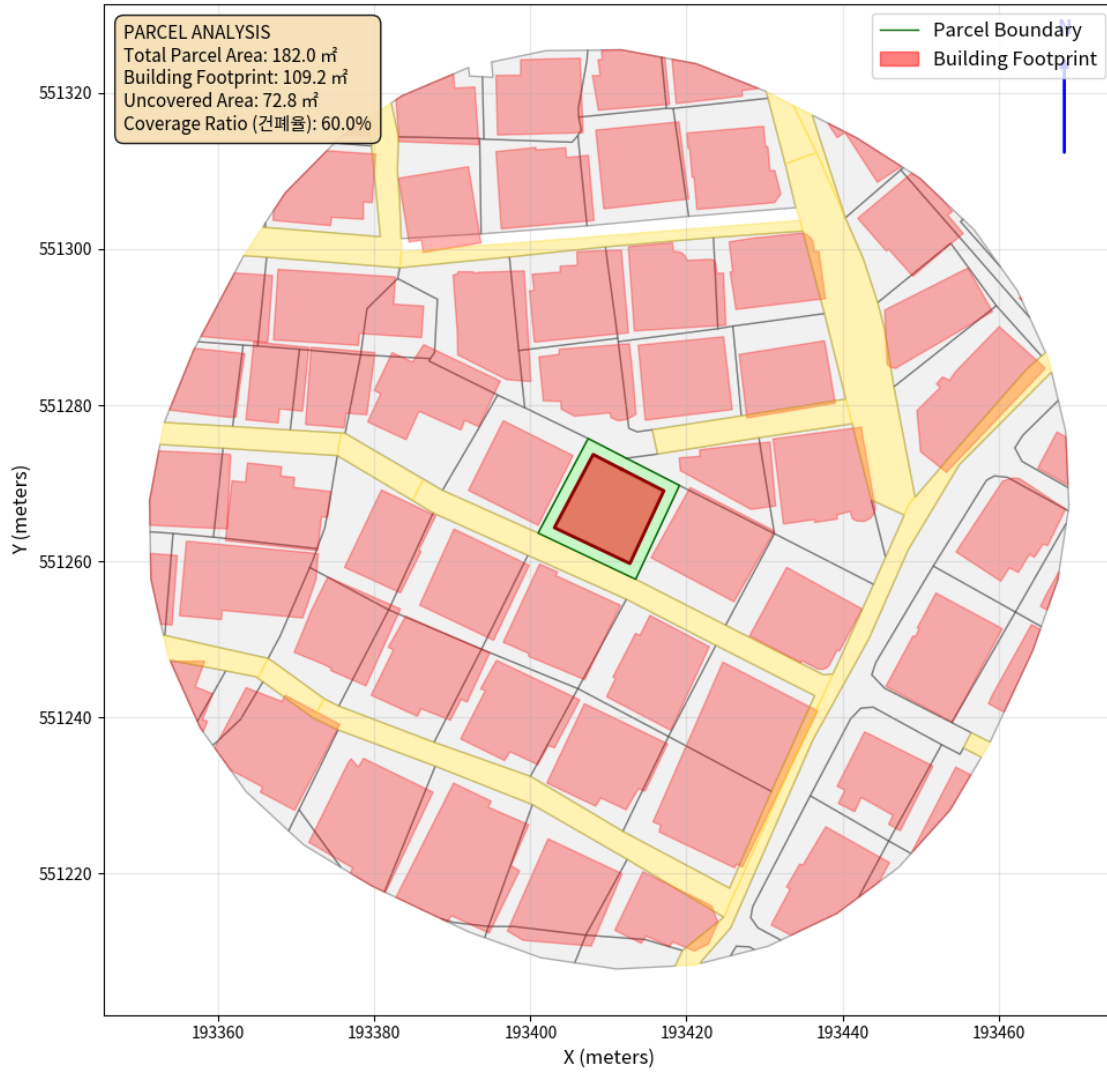 PARCEL ANALYSIS
Total Parcel Area: 182.0 ㎡
Building Footprint: 109.2 ㎡
Uncovered Area: 72.8 ㎡
Coverage Ratio (건폐율): 60.0%
N
Parcel Boundary
Building Footprint
551320
551300
551280
551260
551240
551220
Y (meters)
193360
193380
193400
193420
193440
193460
X (meters)